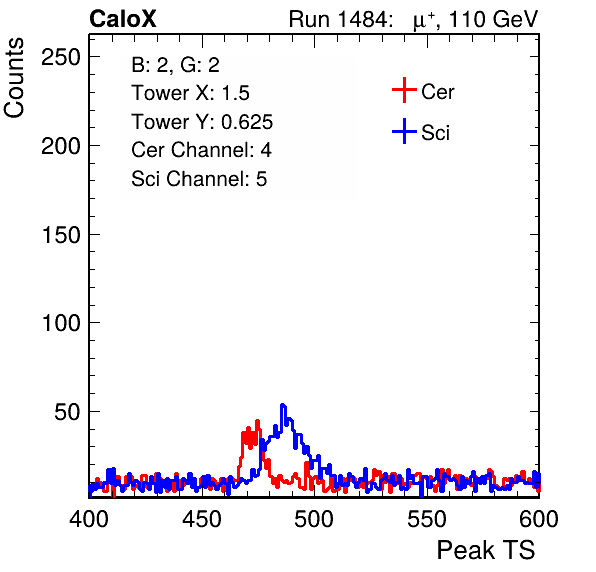 CaloX Run 1484: μ⁺, 110 GeV
B: 2, G: 2
Tower X: 1.5
Tower Y: 0.625
Cer Channel: 4
Sci Channel: 5
Cer
Sci
Counts
250
200
150
100
50
400 450 500 550 600
Peak TS